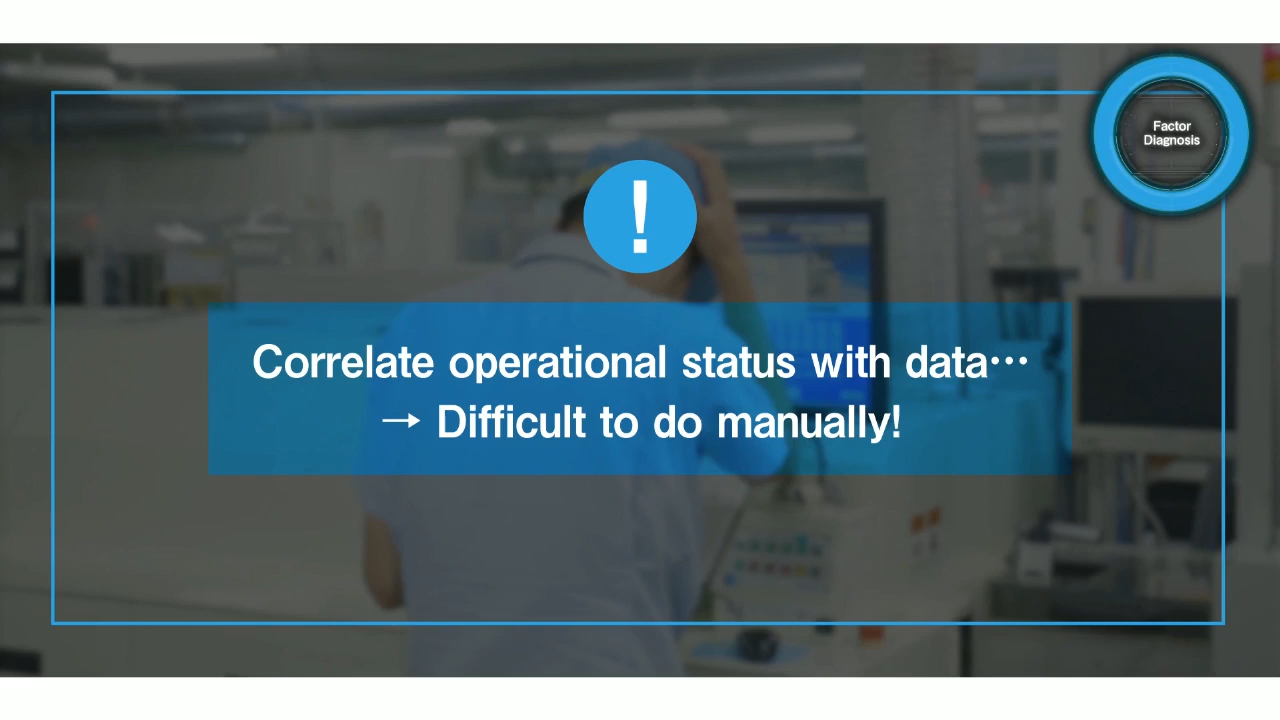 Factor
Diagnosis
!
Correlate operational status with data…
→ Difficult to do manually!